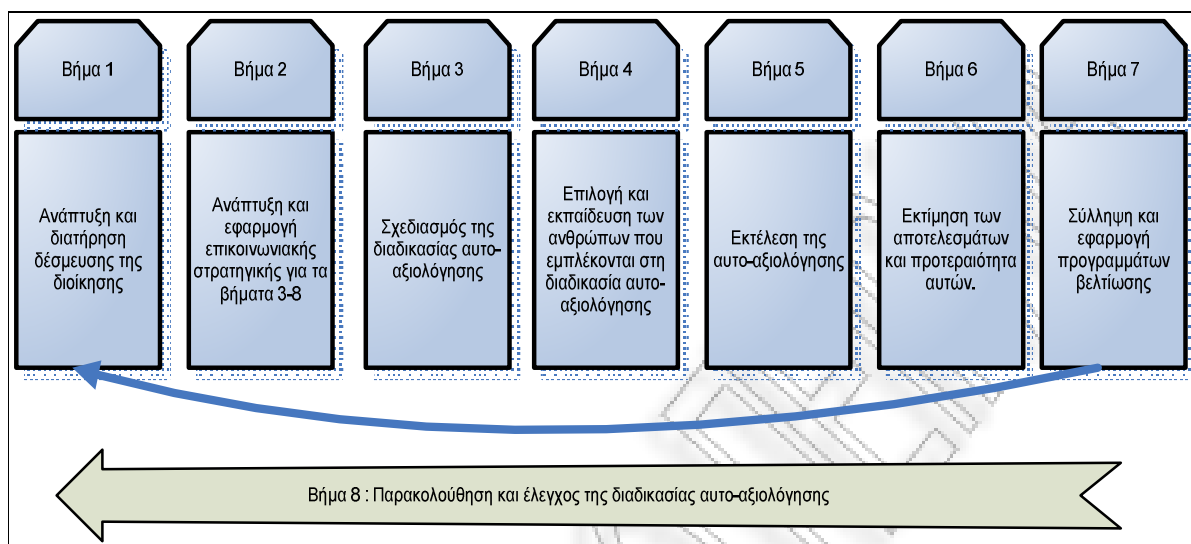 Βήμα 1
Βήμα 2
Βήμα 3
Βήμα 4
Βήμα 5
Βήμα 6
Βήμα 7
Ανάπτυξη και
διατήρηση
δέσμευσης της
διοίκησης
Ανάπτυξη και
εφαρμογή
επικοινωνιακής
στρατηγικής για τα
βήματα 3-8
Σχεδιασμός της
διαδικασίας αυτο-
αξιολόγησης
Επιλογή και
εκπαίδευση των
ανθρώπων που
εμπλέκονται στη
διαδικασία αυτο-
αξιολόγησης
Εκτέλεση της
αυτο-αξιολόγησης
Εκτίμηση των
αποτελεσμάτων
και προτεραιότητα
αυτών.
Σύλληψη και
εφαρμογή
προγραμμάτων
βελτίωσης
Βήμα 8 : Παρακολούθηση και έλεγχος της διαδικασίας αυτο-αξιολόγησης